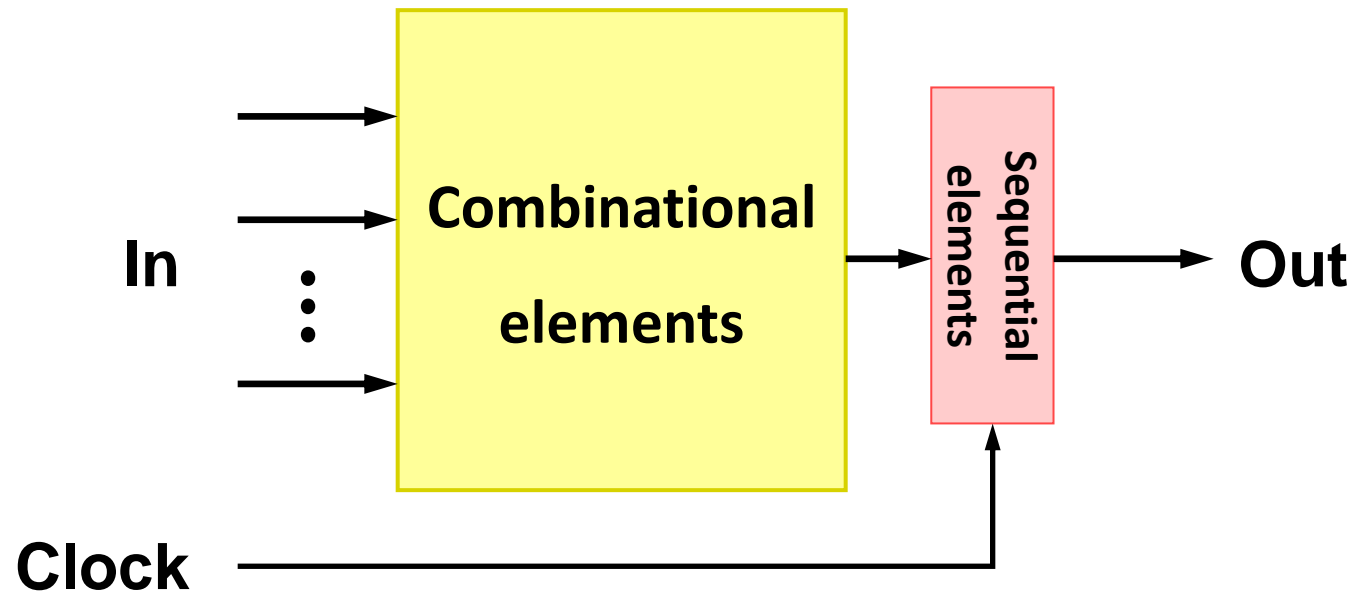 In
Combinational
elements
Sequential
elements
Out
Clock